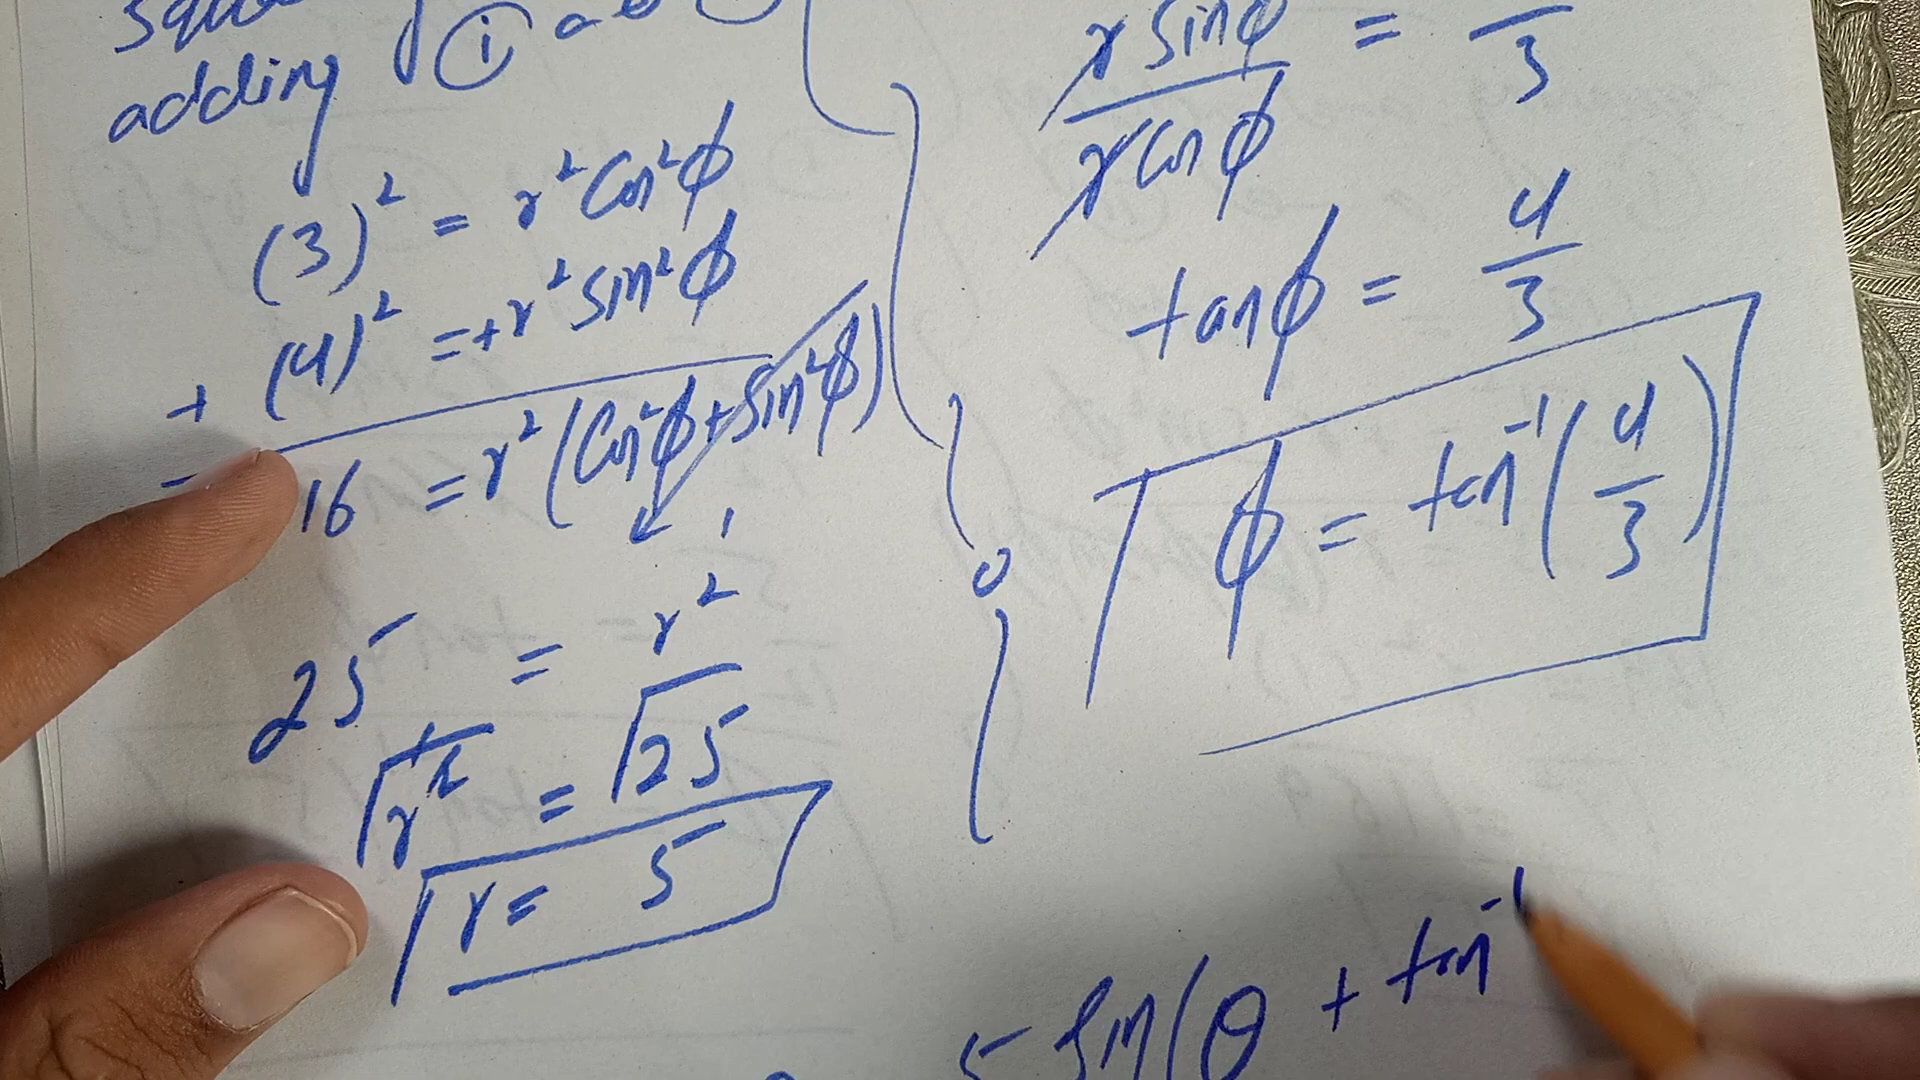 adding ⓘ
(3)² = r² Cos²φ
+ (4)² = + r² sin²φ
16 = r² (Cos²φ + Sin²φ)
1
25 = r²
√r² = √25
r = 5
r sinφ / r cosφ = /3
tanφ = 4/3
φ = tan⁻¹(4/3)
5 Sin(θ + tan⁻¹